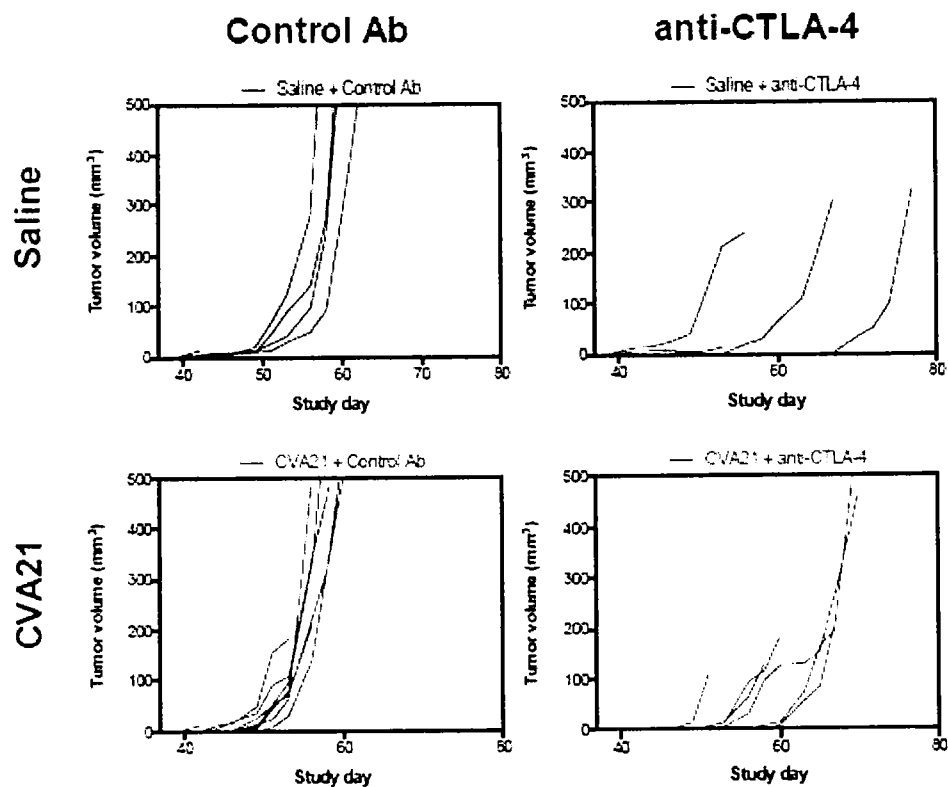 Control Ab
anti-CTLA-4
Saline
Saline + Control Ab
500
400
300
200
100
0
40
50
60
70
80
Tumor volume (mm³)
Study day
Saline + anti-CTLA-4
500
400
300
200
100
0
40
60
80
Tumor volume (mm³)
Study day
CVA21
CVA21 + Control Ab
500
400
300
200
100
0
40
60
80
Tumor volume (mm³)
Study day
CVA21 + anti-CTLA-4
500
400
300
200
100
0
40
60
80
Tumor volume (mm³)
Study day